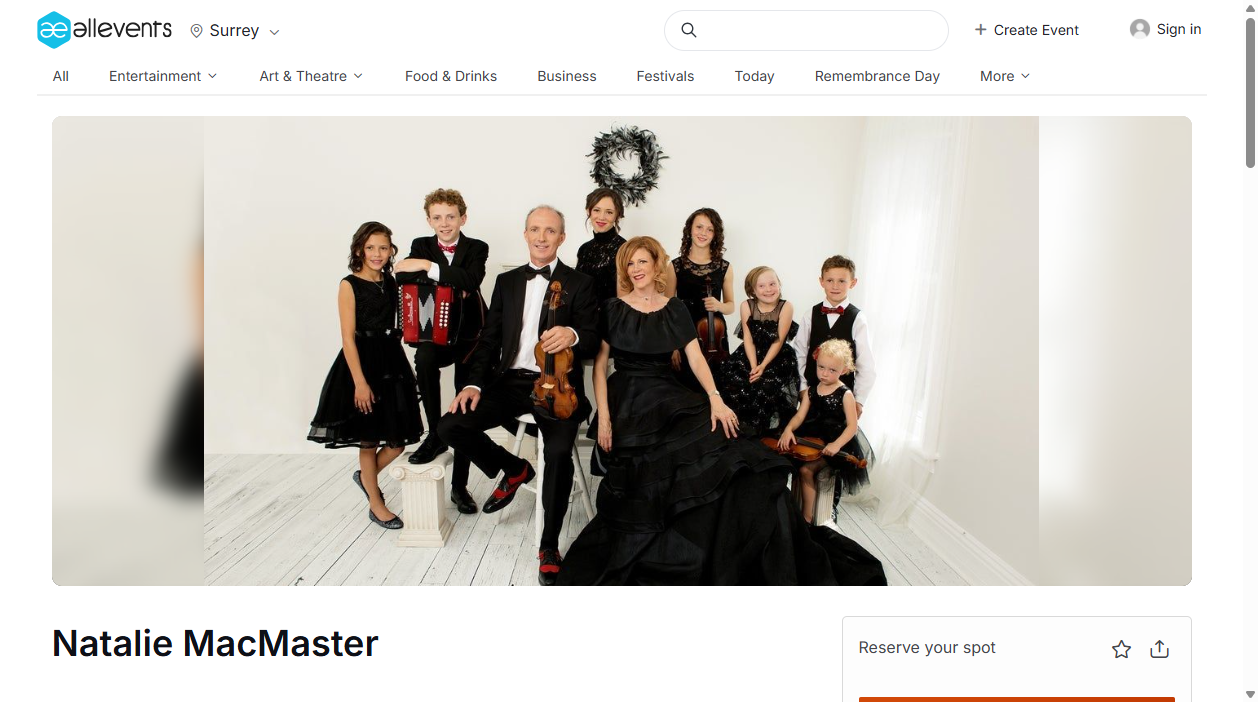 allevents
Surrey
Create Event
Sign in
All
Entertainment
Art & Theatre
Food & Drinks
Business
Festivals
Today
Remembrance Day
More
Natalie MacMaster
Reserve your spot